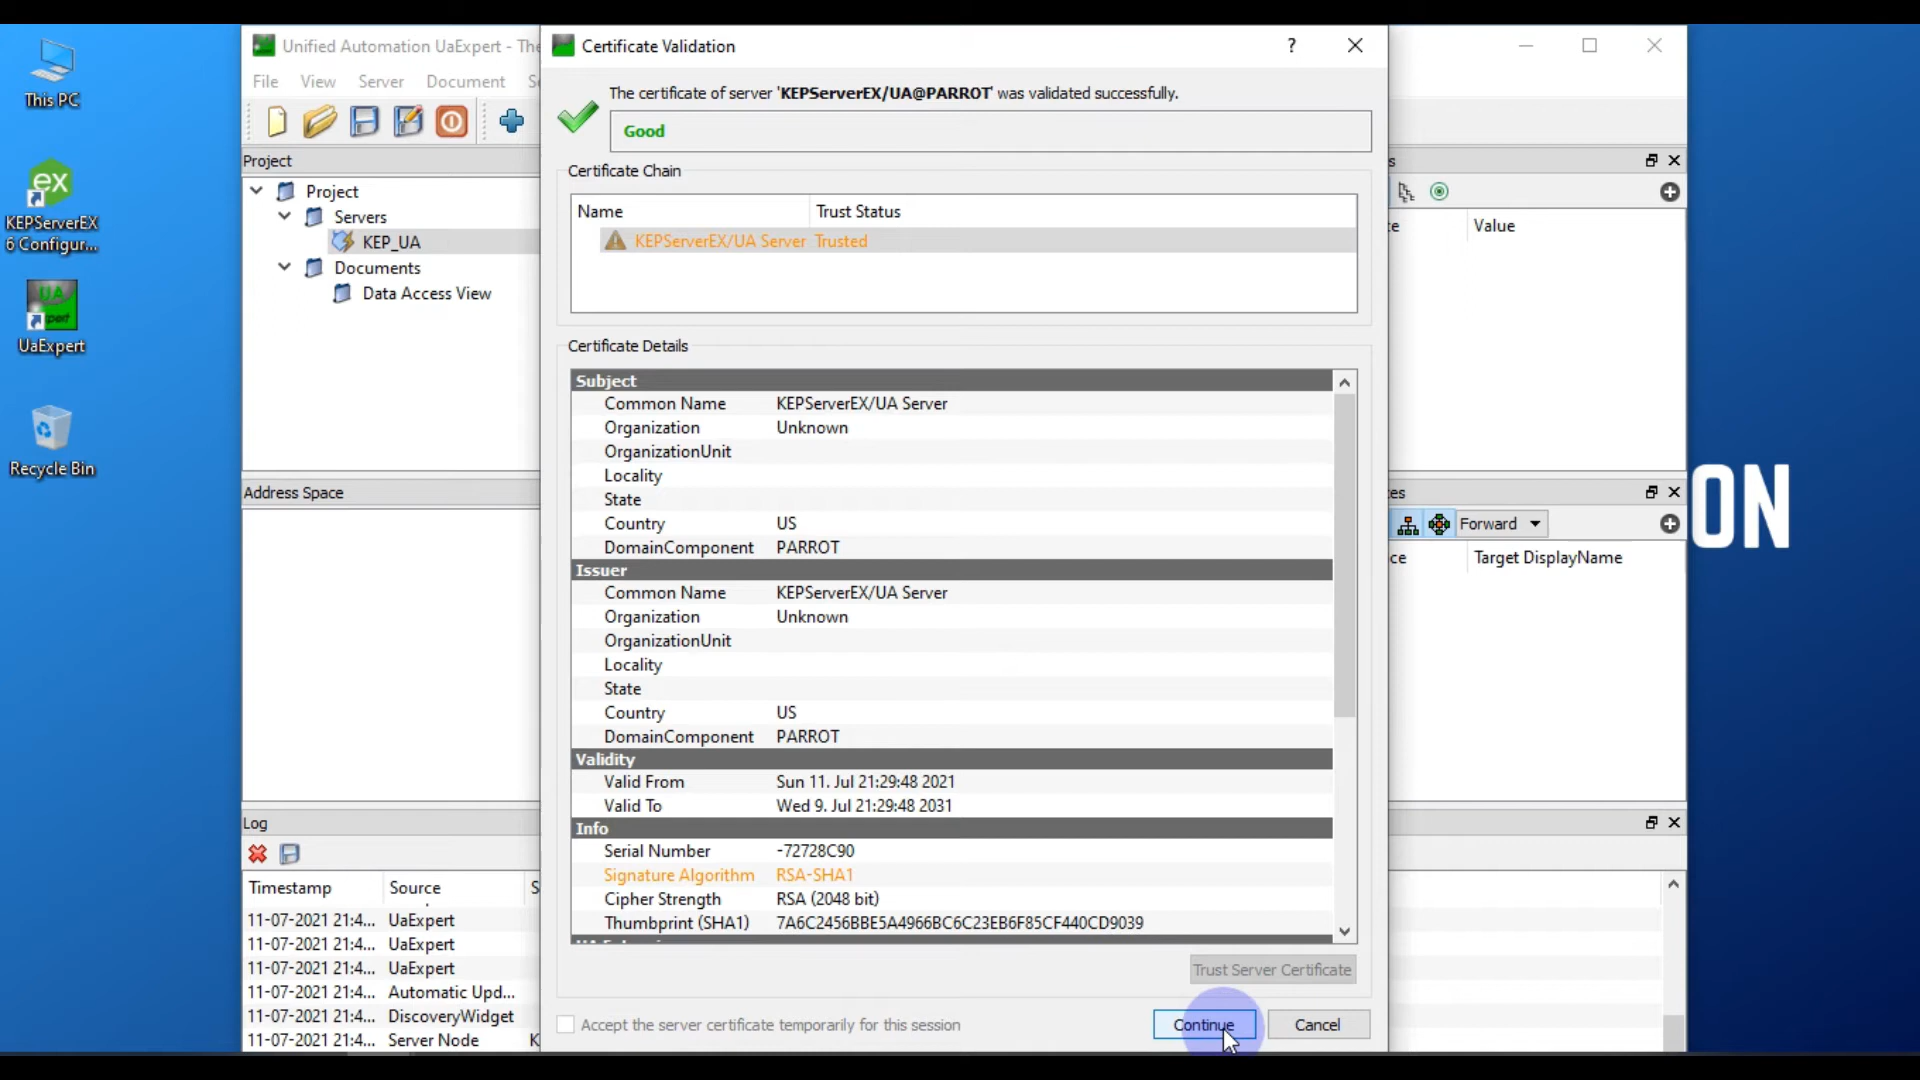 This PC
KEPServerEX
6 Configur...
UA
pert
UaExpert
Recycle Bin
Unified Automation UaExpert - The
File View Server Document
Project
Project
Servers
KEP_UA
Documents
Data Access View
Address Space
Log
Timestamp Source S
11-07-2021 21:4... UaExpert
11-07-2021 21:4... UaExpert
11-07-2021 21:4... UaExpert
11-07-2021 21:4... Automatic Upd...
11-07-2021 21:4... DiscoveryWidget
11-07-2021 21:4... Server Node K
Certificate Validation
?
The certificate of server 'KEPServerEX/UA@PARROT' was validated successfully.
Good
Certificate Chain
Name Trust Status
KEPServerEX/UA Server Trusted
Certificate Details
Subject
Common Name KEPServerEX/UA Server
Organization Unknown
OrganizationUnit
Locality
State
Country US
DomainComponent PARROT
Issuer
Common Name KEPServerEX/UA Server
Organization Unknown
OrganizationUnit
Locality
State
Country US
DomainComponent PARROT
Validity
Valid From Sun 11. Jul 21:29:48 2021
Valid To Wed 9. Jul 21:29:48 2031
Info
Serial Number -72728C90
Signature Algorithm RSA-SHA1
Cipher Strength RSA (2048 bit)
Thumbprint (SHA1) 7A6C2456BBE5A4966BC6C23EB6F85CF440CD9039
Trust Server Certificate
Accept the server certificate temporarily for this session
Continue Cancel
s
te Value
es
Forward
ce Target DisplayName
ON